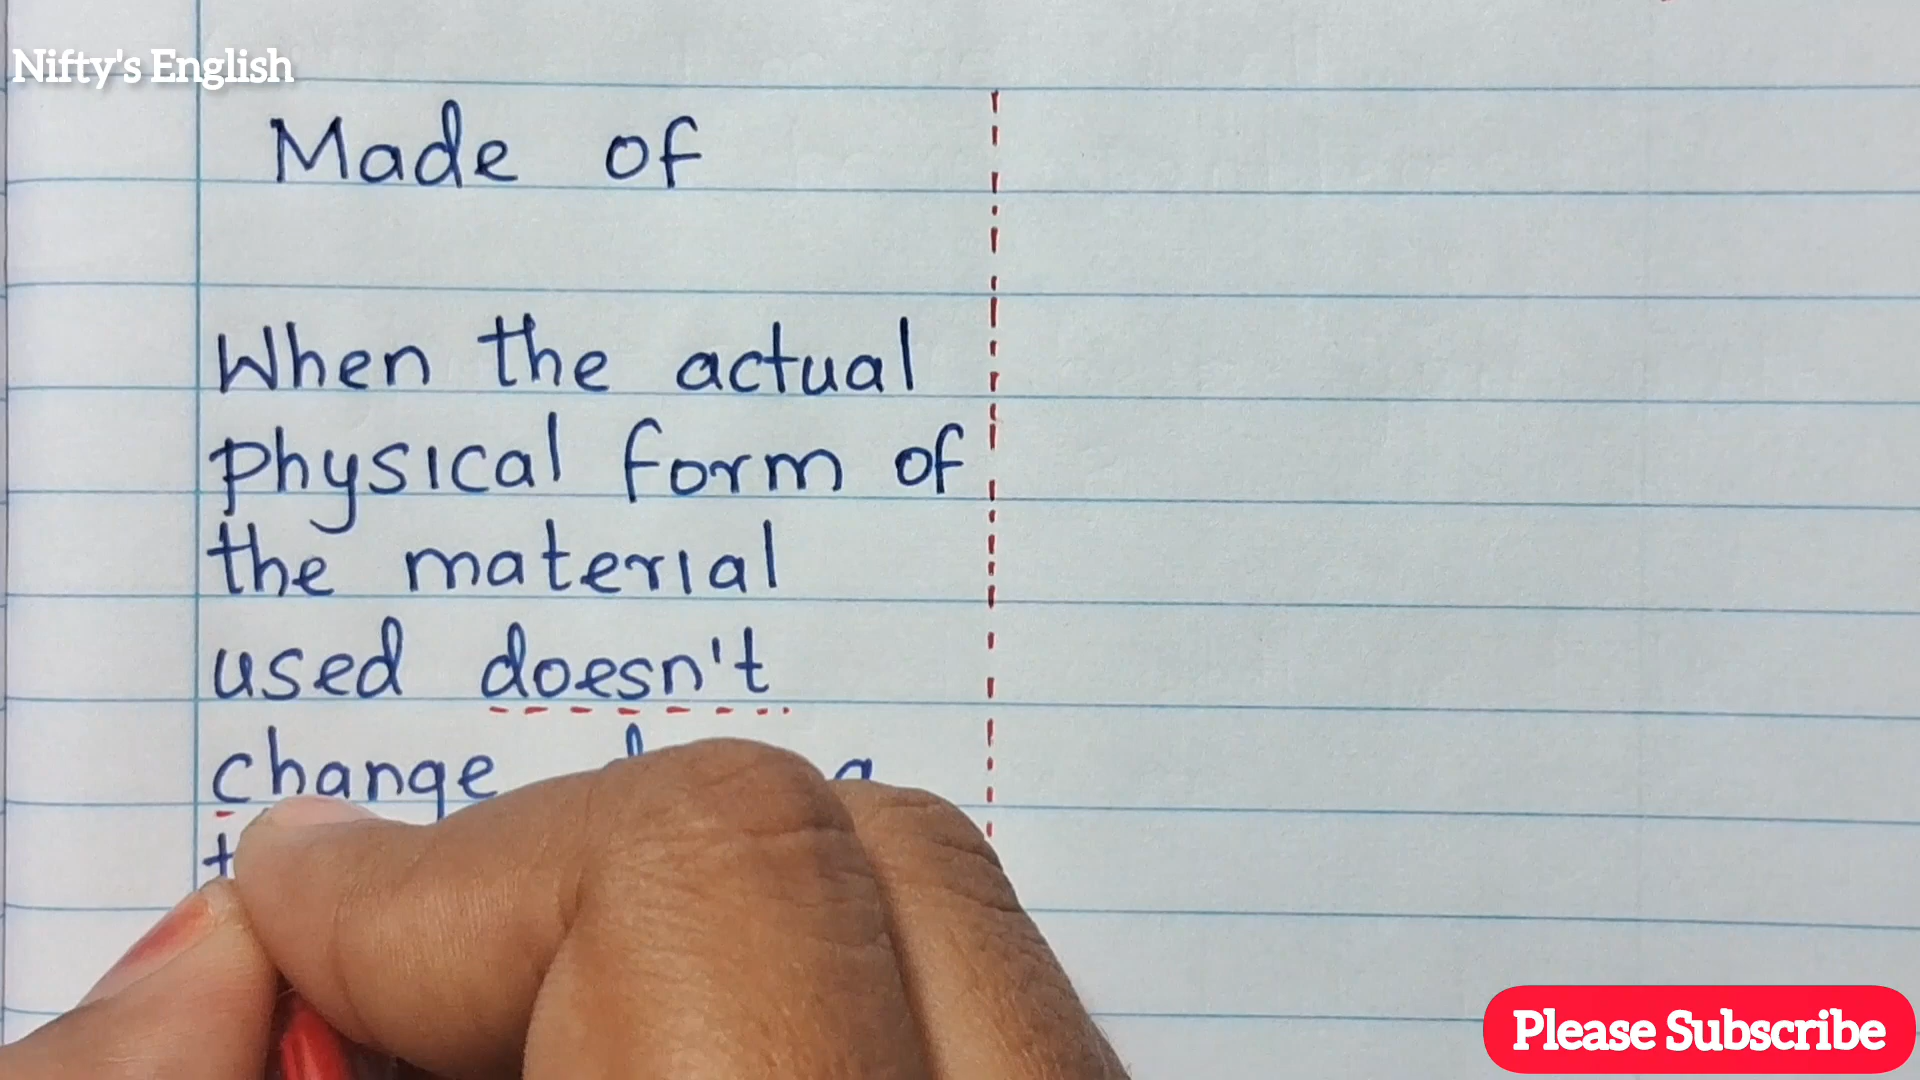 Nifty's English
Made of
When the actual
physical form of
the material
used doesn't
change
Please Subscribe